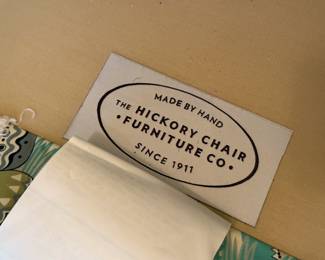 MADE BY HAND
THE HICKORY CHAIR
• FURNITURE CO •
SINCE 1911